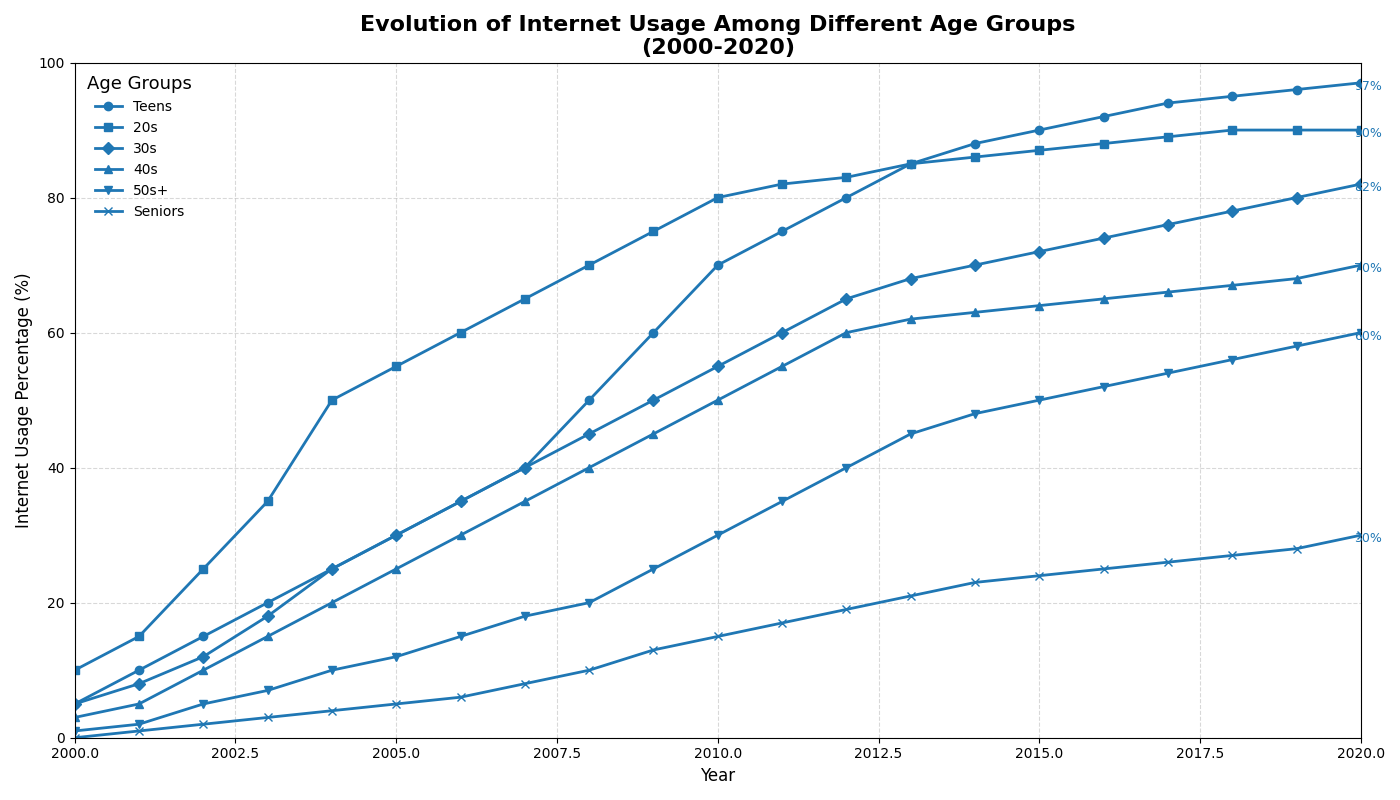 Evolution of Internet Usage Among Different Age Groups
(2000-2020)
Age Groups
Teens
20s
30s
40s
50s+
Seniors
Internet Usage Percentage (%)
100
80
60
40
20
0
97%
90%
82%
70%
60%
30%
2000.0 2002.5 2005.0 2007.5 2010.0 2012.5 2015.0 2017.5 2020.0
Year